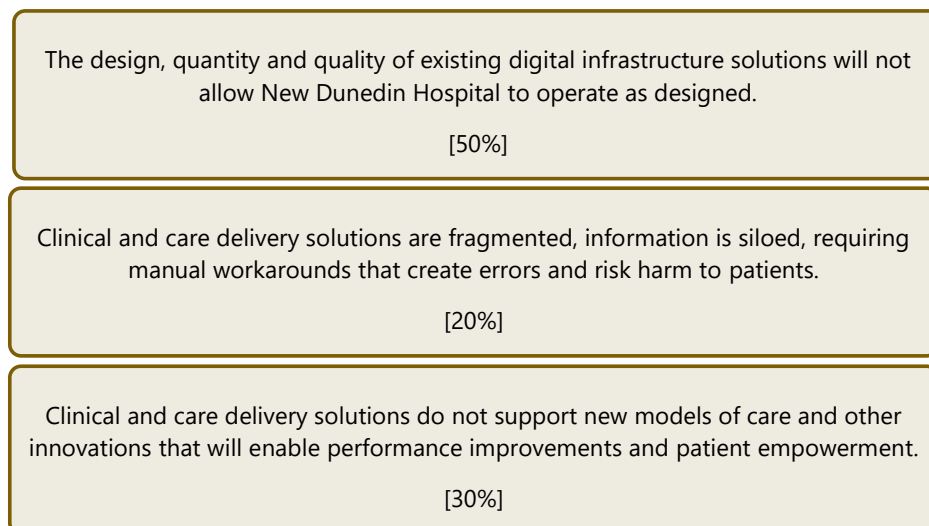 The design, quantity and quality of existing digital infrastructure solutions will not
allow New Dunedin Hospital to operate as designed.
[50%]
Clinical and care delivery solutions are fragmented, information is siloed, requiring
manual workarounds that create errors and risk harm to patients.
[20%]
Clinical and care delivery solutions do not support new models of care and other
innovations that will enable performance improvements and patient empowerment.
[30%]